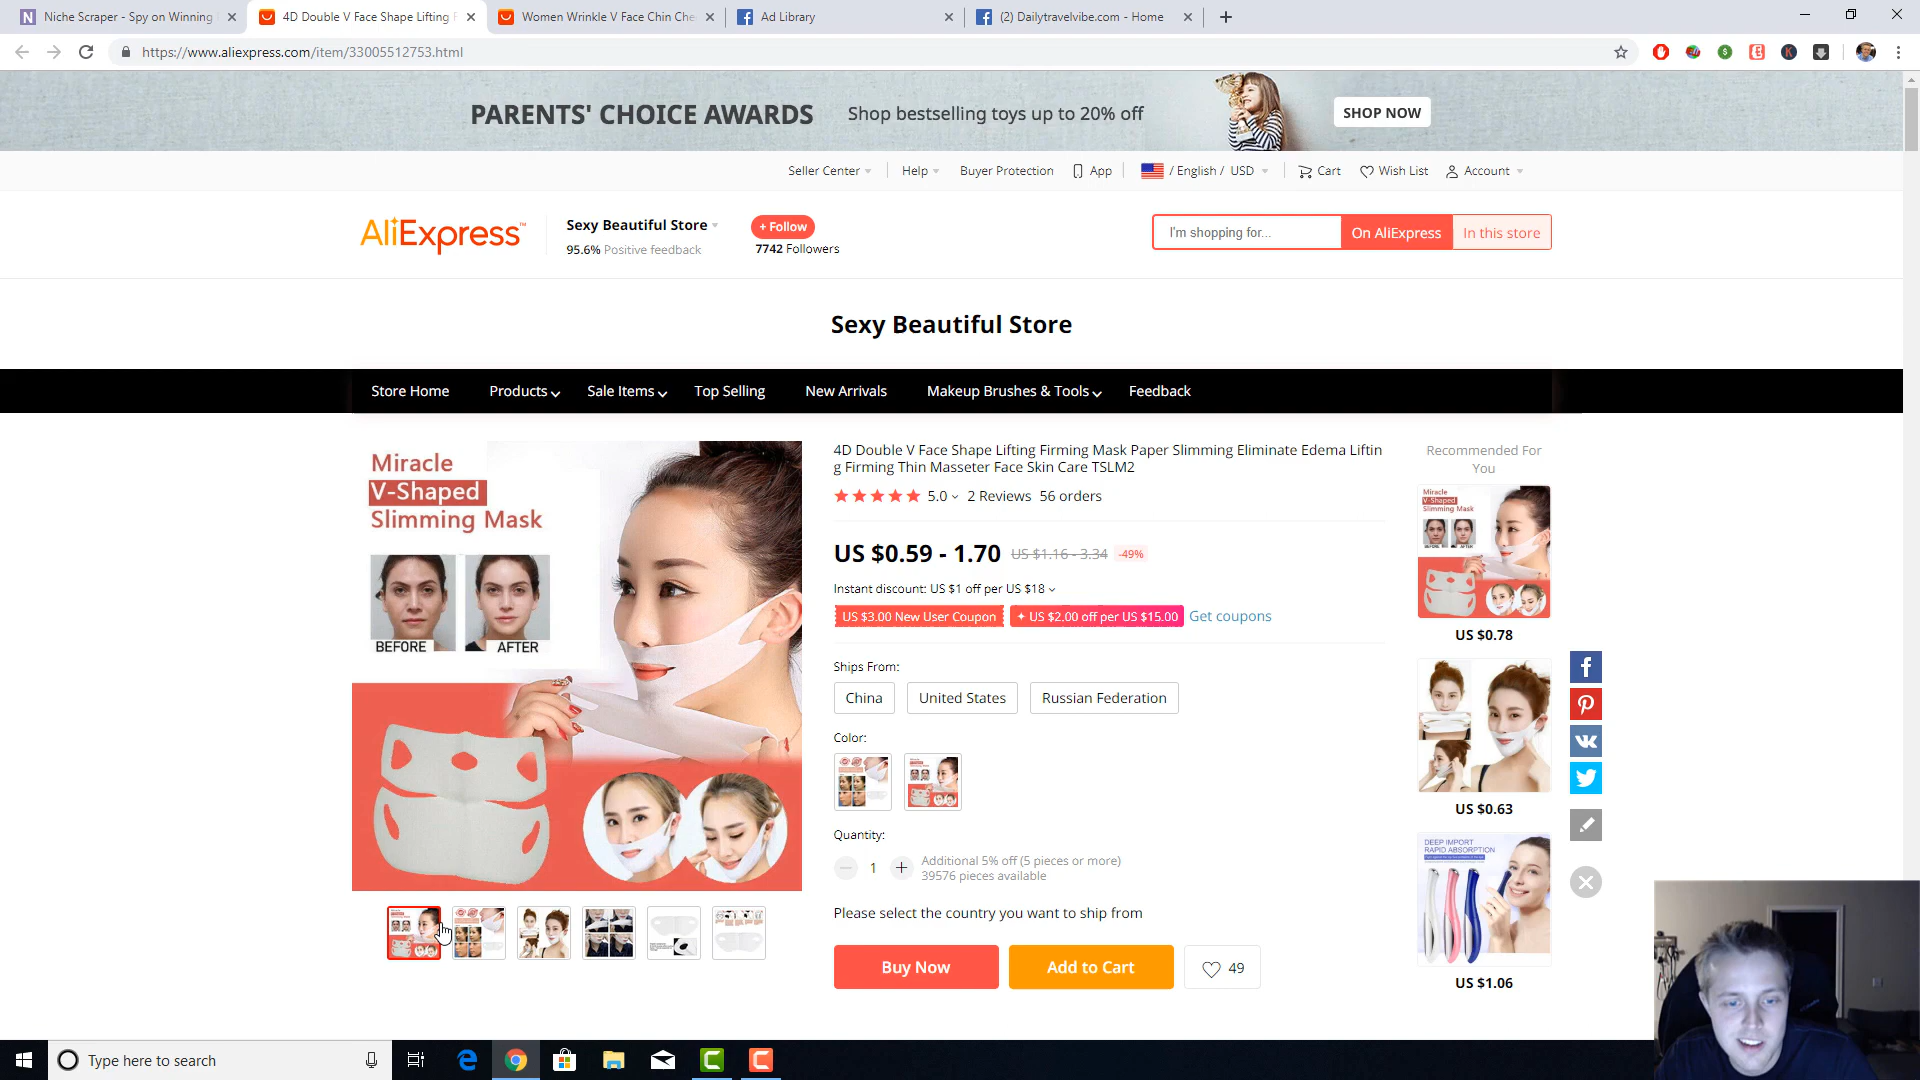 Niche Scraper - Spy on Winning
4D Double V Face Shape Lifting F
Women Wrinkle V Face Chin Che
Ad Library
(2) Dailytravelvibe.com - Home
https://www.aliexpress.com/item/33005512753.html
PARENTS' CHOICE AWARDS
Shop bestselling toys up to 20% off
SHOP NOW
Seller Center
Help
Buyer Protection
App
/ English / USD
Cart
Wish List
Account
AliExpress™
Sexy Beautiful Store
95.6% Positive feedback
+ Follow
7742 Followers
I'm shopping for...
On AliExpress
In this store
Sexy Beautiful Store
Store Home
Products
Sale Items
Top Selling
New Arrivals
Makeup Brushes & Tools
Feedback
Miracle
V-Shaped
Slimming Mask
BEFORE
AFTER
4D Double V Face Shape Lifting Firming Mask Paper Slimming Eliminate Edema Liftin
g Firming Thin Masseter Face Skin Care TSLM2
5.0
2 Reviews
56 orders
US $0.59 - 1.70
US $1.16 - 3.34
-49%
Instant discount: US $1 off per US $18
US $3.00 New User Coupon
US $2.00 off per US $15.00
Get coupons
Ships From:
China
United States
Russian Federation
Color:
Quantity:
1
Additional 5% off (5 pieces or more)
39576 pieces available
Please select the country you want to ship from
Buy Now
Add to Cart
49
Recommended For
You
Miracle
V-Shaped
Slimming Mask
BEFORE
AFTER
US $0.78
US $0.63
DEEP IMPORT
RAPID ABSORPTION
US $1.06
Type here to search